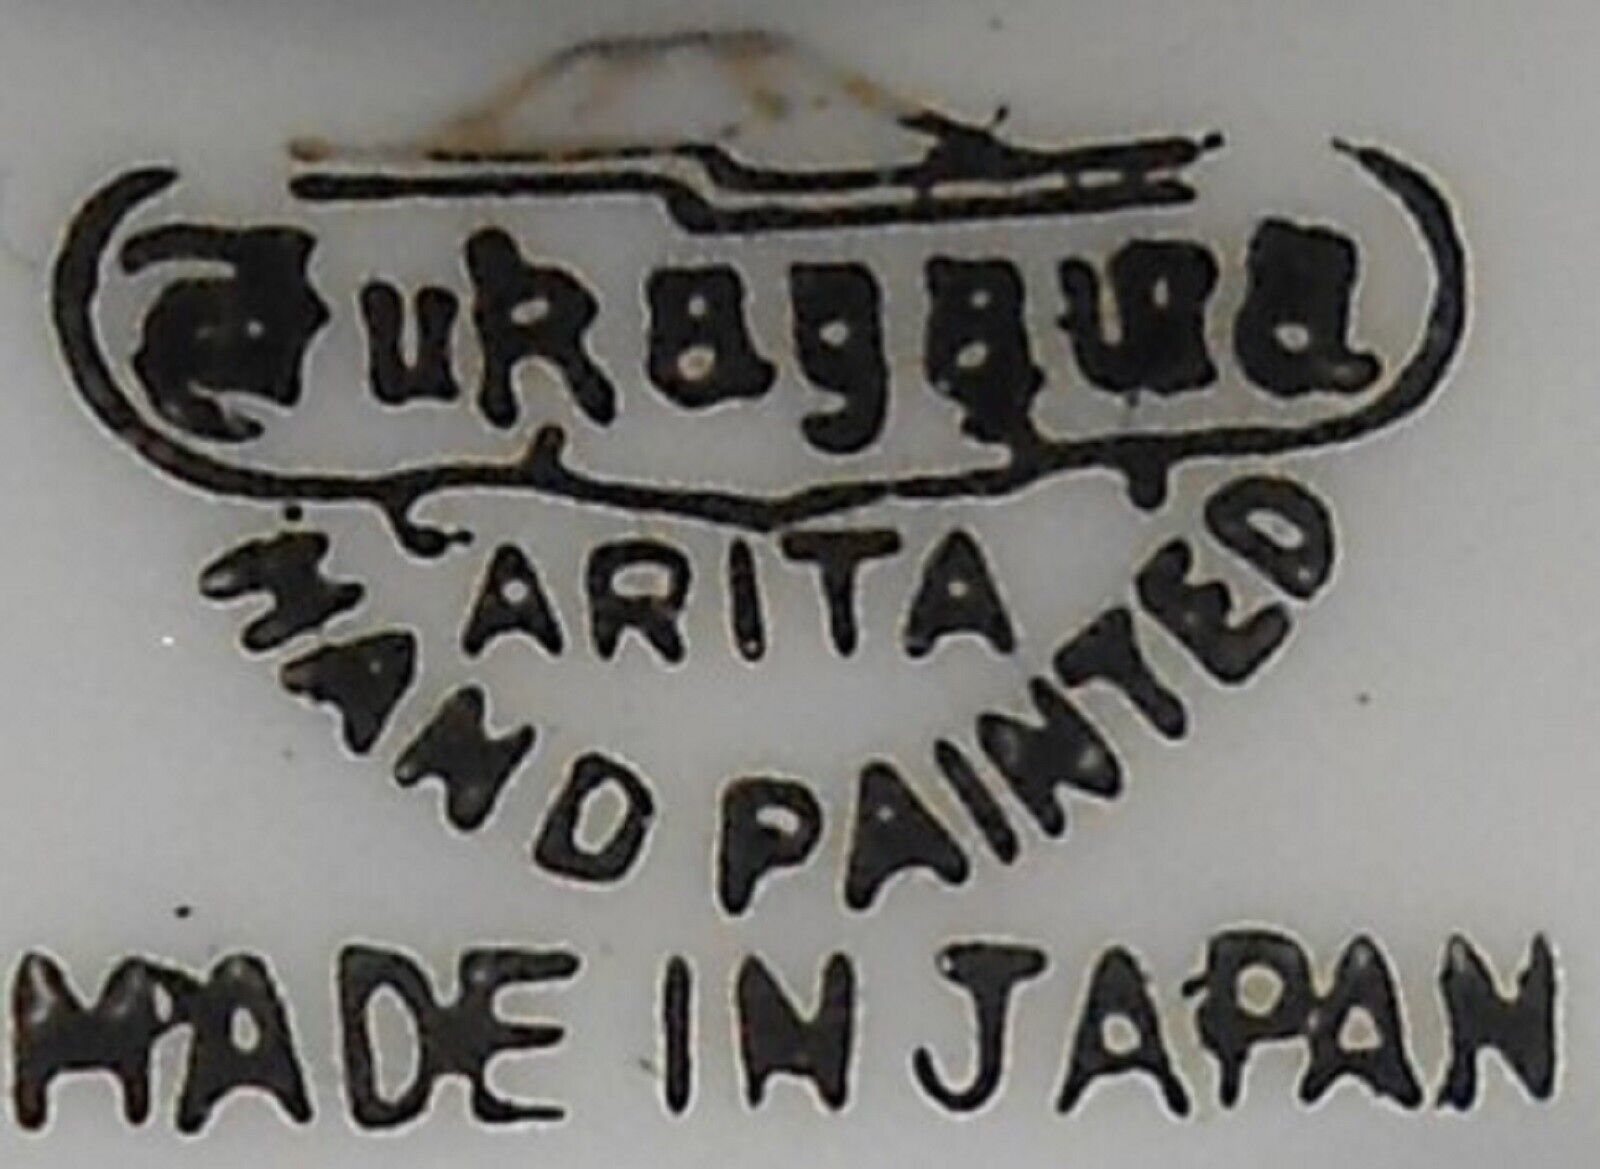 Fukagawa
ARITA
HAND PAINTED
MADE IN JAPAN